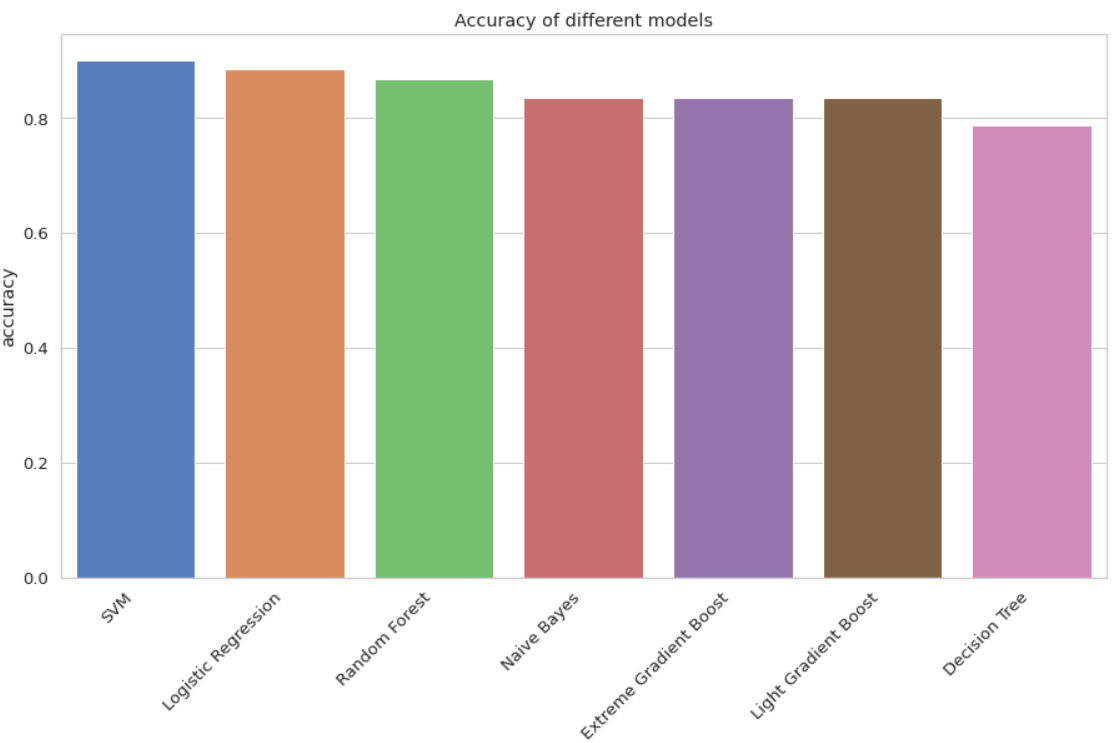 Accuracy of different models
accuracy
0.8
0.6
0.4
0.2
0.0
SVM
Logistic Regression
Random Forest
Naive Bayes
Extreme Gradient Boost
Light Gradient Boost
Decision Tree